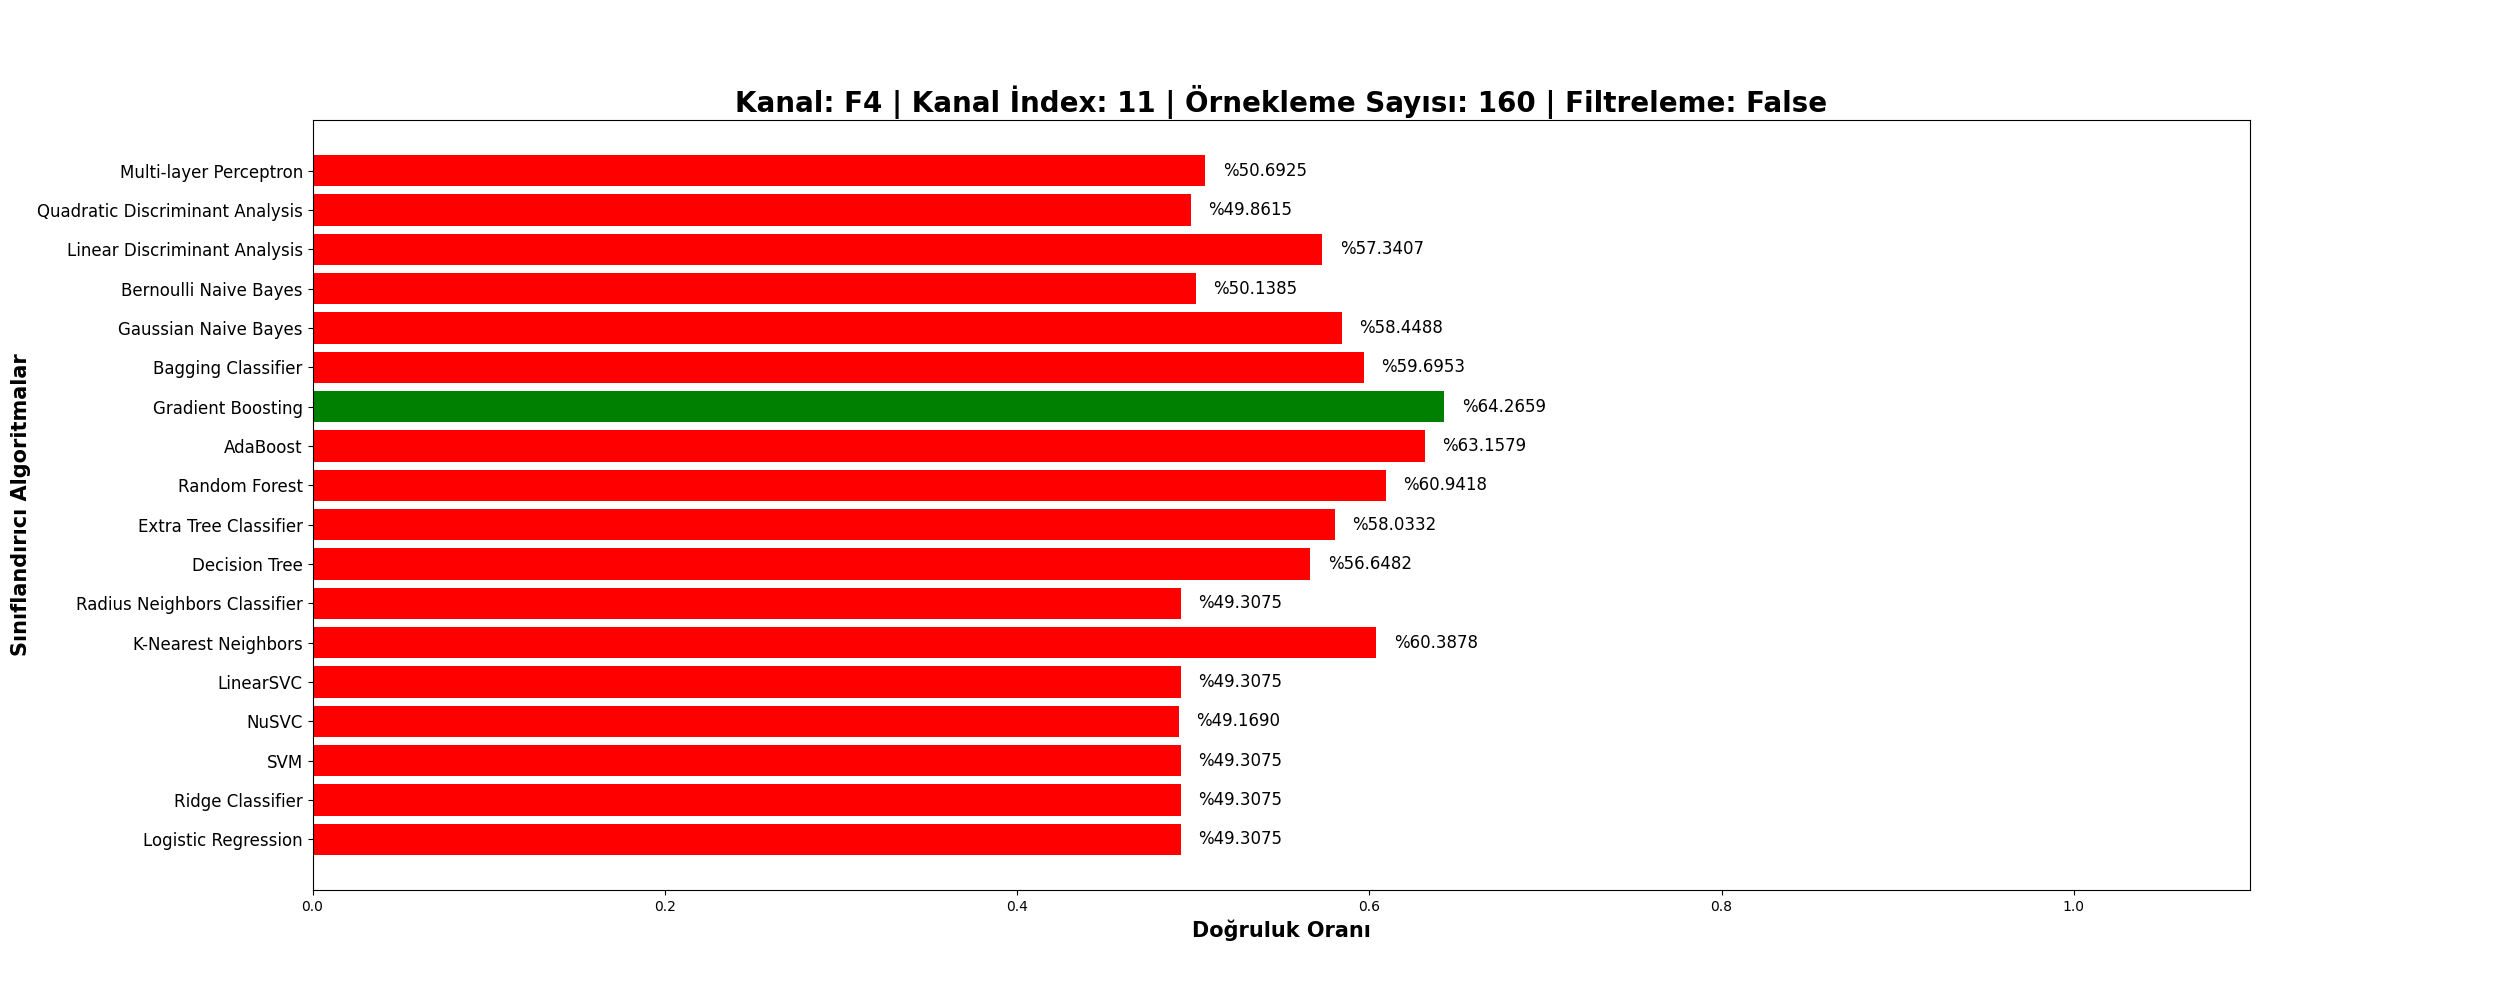 Kanal: F4 | Kanal İndex: 11 | Örnekleme Sayısı: 160 | Filtreleme: False
Sınıflandırıcı Algoritmalar
Multi-layer Perceptron %50.6925
Quadratic Discriminant Analysis %49.8615
Linear Discriminant Analysis %57.3407
Bernoulli Naive Bayes %50.1385
Gaussian Naive Bayes %58.4488
Bagging Classifier %59.6953
Gradient Boosting %64.2659
AdaBoost %63.1579
Random Forest %60.9418
Extra Tree Classifier %58.0332
Decision Tree %56.6482
Radius Neighbors Classifier %49.3075
K-Nearest Neighbors %60.3878
LinearSVC %49.3075
NuSVC %49.1690
SVM %49.3075
Ridge Classifier %49.3075
Logistic Regression %49.3075
0.0 0.2 0.4 0.6 0.8 1.0
Doğruluk Oranı